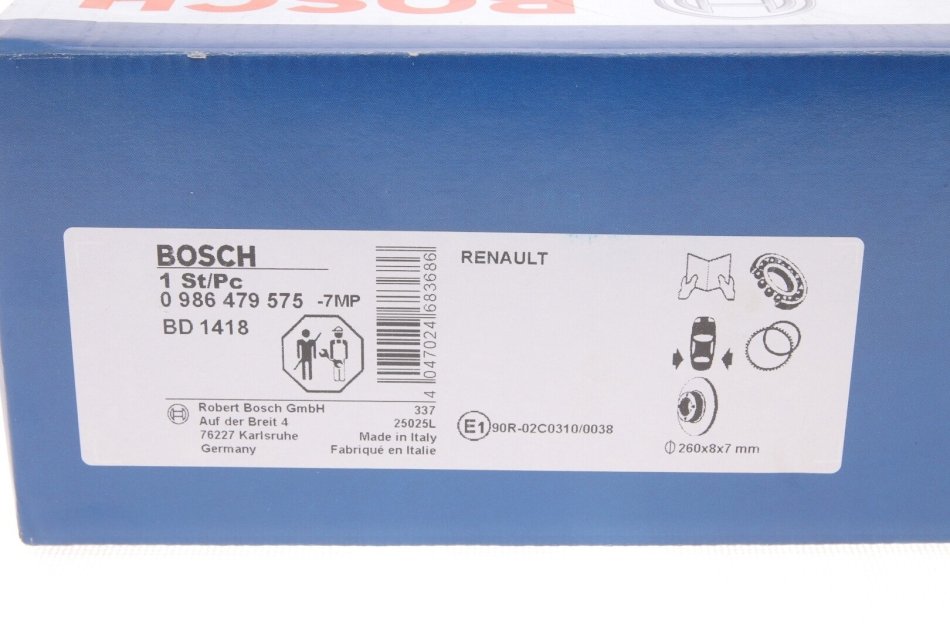 BOSCH
BOSCH
BOSCH
1 St/Pc
0 986 479 575 -7MP
BD 1418
4 047024 683686
Robert Bosch GmbH
Auf der Breit 4
76227 Karlsruhe
Germany
337
25025L
Made in Italy
Fabriqué en Italie
RENAULT
E1 90R-02C0310/0038
∅ 260x8x7 mm